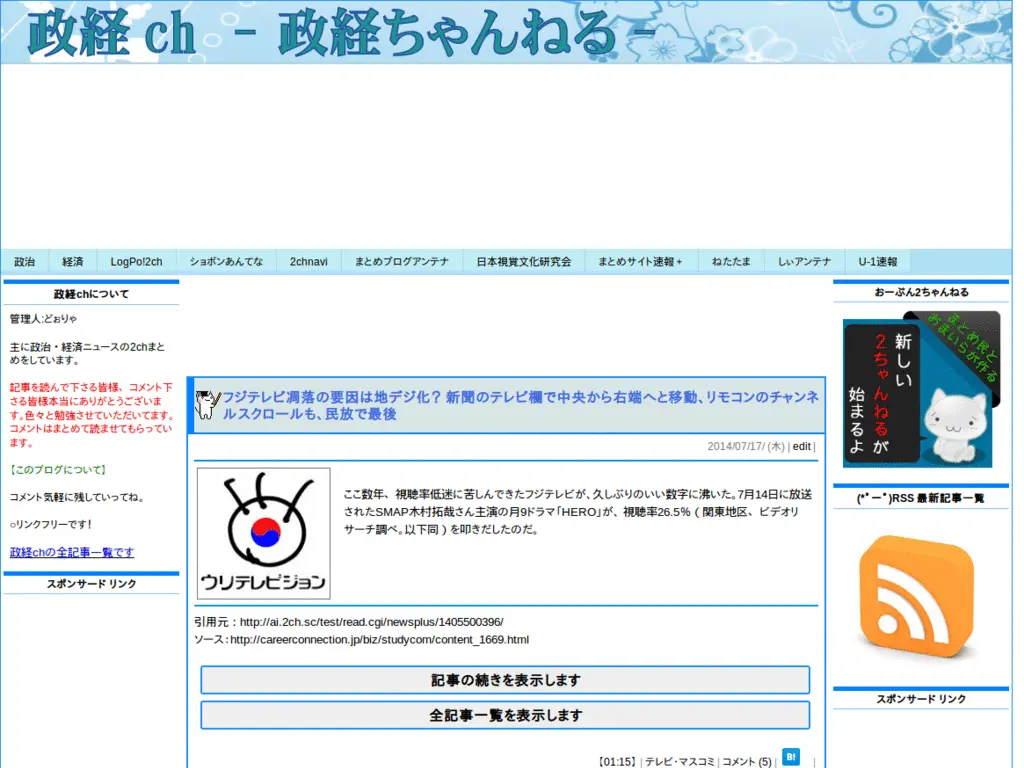 政経 ch - 政経ちゃんねる -
政治 経済 LogPo!2ch ショボンあんてな 2chnavi まとめブログアンテナ 日本視覚文化研究会 まとめサイト速報 + ねたたま しぃアンテナ U-1速報
政経chについて
管理人:どぉりゃ
主に政治・経済ニュースの2chまと
めをしています。
記事を読んで下さる皆様、コメント下
さる皆様本当にありがとうございま
す。色々と勉強させていただいてます。
コメントはまとめて読ませてもらってい
ます。
【このブログについて】
コメント気軽に残していってね。
○リンクフリーです!
政経chの全記事一覧です
スポンサード リンク
フジテレビ凋落の要因は地デジ化? 新聞のテレビ欄で中央から右端へと移動、リモコンのチャンネ
ルスクロールも、民放で最後
2014/07/17/ (木) | edit |
ウリテレビジョン
ここ数年、 視聴率低迷に苦しんできたフジテレビが、久しぶりのいい数字に沸いた。7月14日に放送
されたSMAP木村拓哉さん主演の月9ドラマ「HERO」が、 視聴率26.5% ( 関東地区、 ビデオリ
サーチ調べ。以下同 ) を叩きだしたのだ。
引用元：http://ai.2ch.sc/test/read.cgi/newsplus/1405500396/
ソース:http://careerconnection.jp/biz/studycom/content_1669.html
記事の続きを表示します
全記事一覧を表示します
【01:15】 | テレビ・マスコミ | コメント (5) | B! |
おーぷん2ちゃんねる
まとめ民と
おまいらが作る
新しい
2ちゃんねるが
始まるよ
(*ﾟーﾟ)RSS 最新記事一覧
スポンサード リンク